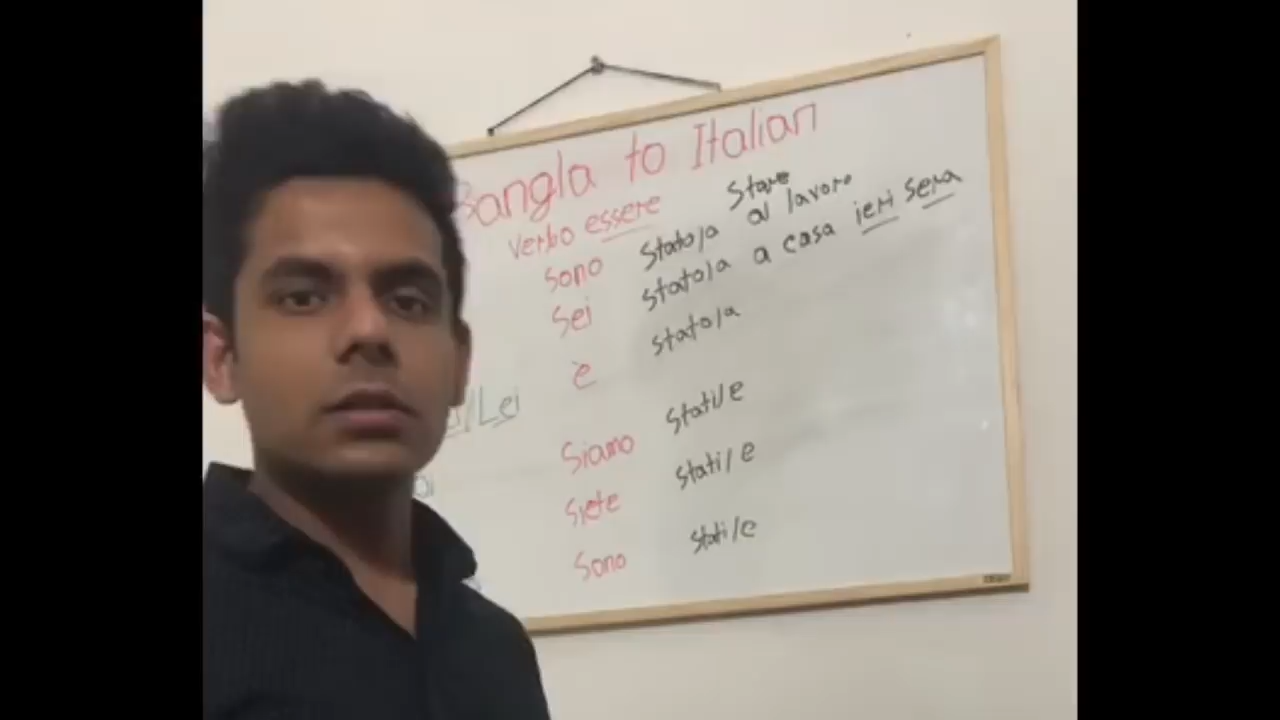 Bangla to Italian
verbo essere
Stare
Sono stato/a al lavoro
Sei stato/a a casa ieri sera
è stato/a
/Lei
Siamo stati/e
Siete stati/e
Sono stati/e